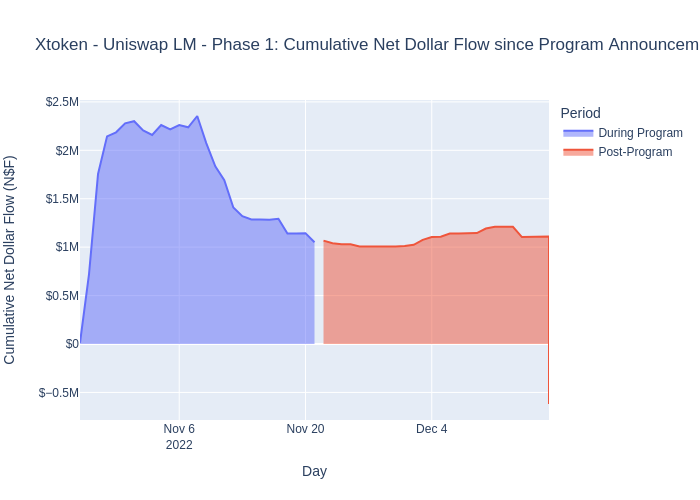 Xtoken - Uniswap LM - Phase 1: Cumulative Net Dollar Flow since Program Announcem
Period
During Program
Post-Program
Cumulative Net Dollar Flow (N$F)
$2.5M
$2M
$1.5M
$1M
$0.5M
$0
$−0.5M
Nov 6
2022
Nov 20
Dec 4
Day